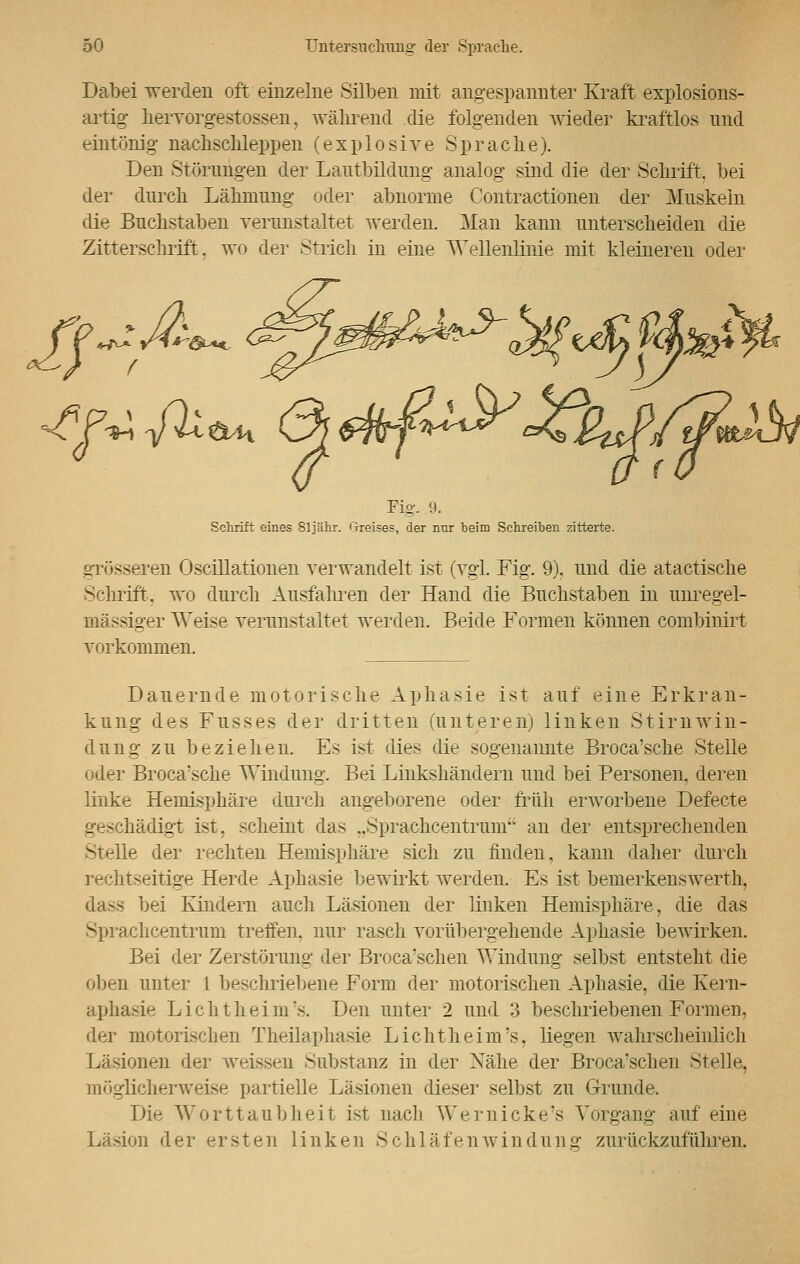 50 Untersuchung der Sprache.
Dabei werden oft einzelne Silben mit angespannter Kraft explosions-
artig hervorgestossen, während die folgenden wieder kraftlos und
eintönig nachschleppen (explosive Sprache).
Den Störungen der Lautbildung analog sind die der Schrift, bei
der durch Lähmung oder abnorme Contractionen der Muskeln
die Buchstaben verunstaltet werden. Man kann unterscheiden die
Zitterschrift, wo der Strich in eine Wellenlinie mit kleineren oder
Fig. 9.
Schrift eines 81jähr. Greises, der nur beim Schreiben zitterte.
grösseren Oscillationen verwandelt ist (vgl. Fig. 9), und die atactische
Schrift, wo durch Ausfahren der Hand die Buchstaben in unregel-
mässiger Weise verunstaltet werden. Beide Formen können combinirt
vorkommen.
Dauernde motorische Aphasie ist auf eine Erkran-
kung des Fusses der dritten (unteren) linken Stirnwin-
dung zu beziehen. Es ist dies die sogenannte Broca'sche Stelle
oder Broca'sche Windung. Bei Linkshändern und bei Personen, deren
linke Hemisphäre durch angeborene oder früh erworbene Defecte
geschädigt ist, scheint das „Sprachcentrum“ an der entsprechenden
Stelle der rechten Hemisphäre sich zu finden, kann daher durch
rechtseitige Herde Aphasie bewirkt werden. Es ist bemerkenswerth,
dass bei Kindern auch Läsionen der linken Hemisphäre, die das
Sprachcentrum treffen, nur rasch vorübergehende Aphasie bewirken.
Bei der Zerstörung der Broca'schen Windung selbst entsteht die
oben unter 1 beschriebene Form der motorischen Aphasie, die Kern-
aphasie Lichtheim's. Den unter 2 und 3 beschriebenen Formen,
der motorischen Theilaphasie Lichtheim's, liegen wahrscheinlich
Läsionen der weissen Substanz in der Nähe der Broca'schen Stelle,
möglicherweise partielle Läsionen dieser selbst zu Grunde.
Die Worttaubheit ist nach Wernicke's Vorgang auf eine
Läsion der ersten linken Schläfenwindung zurückzuführen.